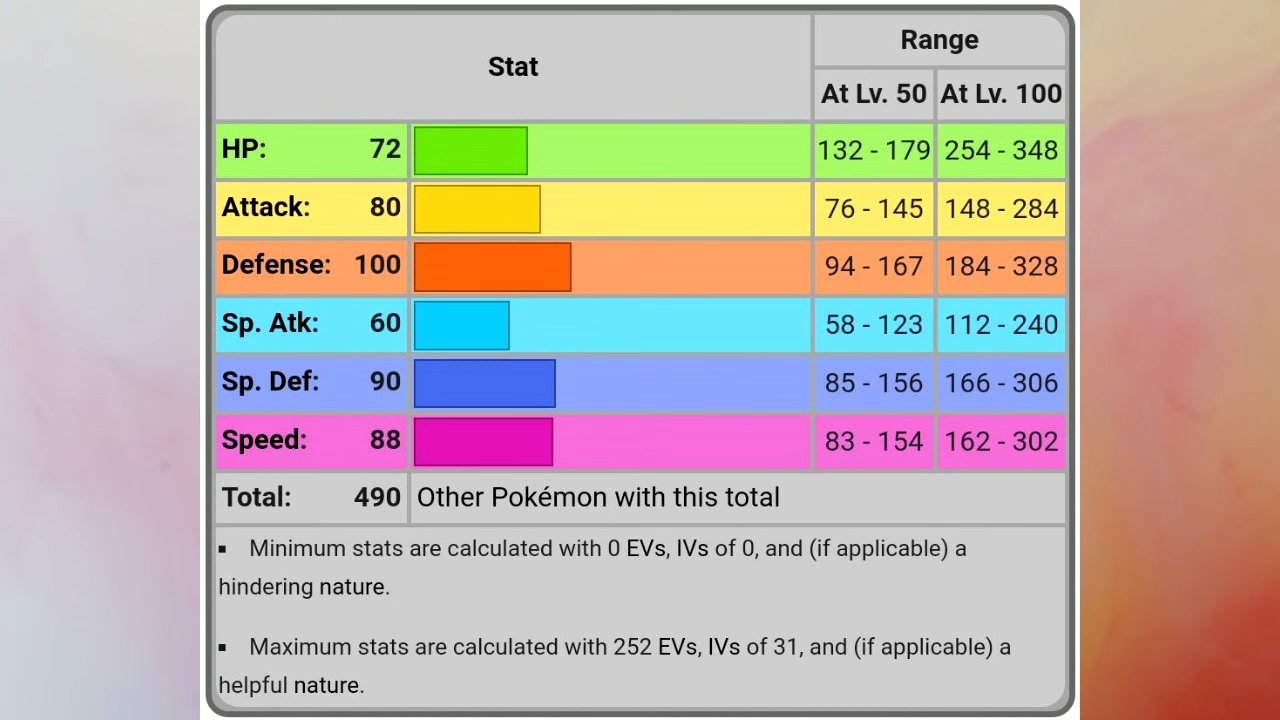 Stat Range
At Lv. 50 At Lv. 100
HP: 72 132 - 179 254 - 348
Attack: 80 76 - 145 148 - 284
Defense: 100 94 - 167 184 - 328
Sp. Atk: 60 58 - 123 112 - 240
Sp. Def: 90 85 - 156 166 - 306
Speed: 88 83 - 154 162 - 302
Total: 490 Other Pokémon with this total
▪ Minimum stats are calculated with 0 EVs, IVs of 0, and (if applicable) a
hindering nature.
▪ Maximum stats are calculated with 252 EVs, IVs of 31, and (if applicable) a
helpful nature.